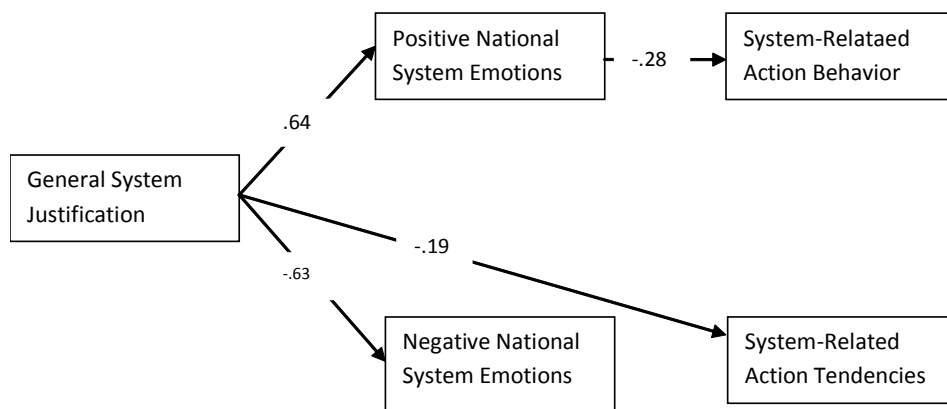 Positive National
System Emotions
-.28
System-Relataed
Action Behavior
.64
General System
Justification
-.19
-.63
Negative National
System Emotions
System-Related
Action Tendencies